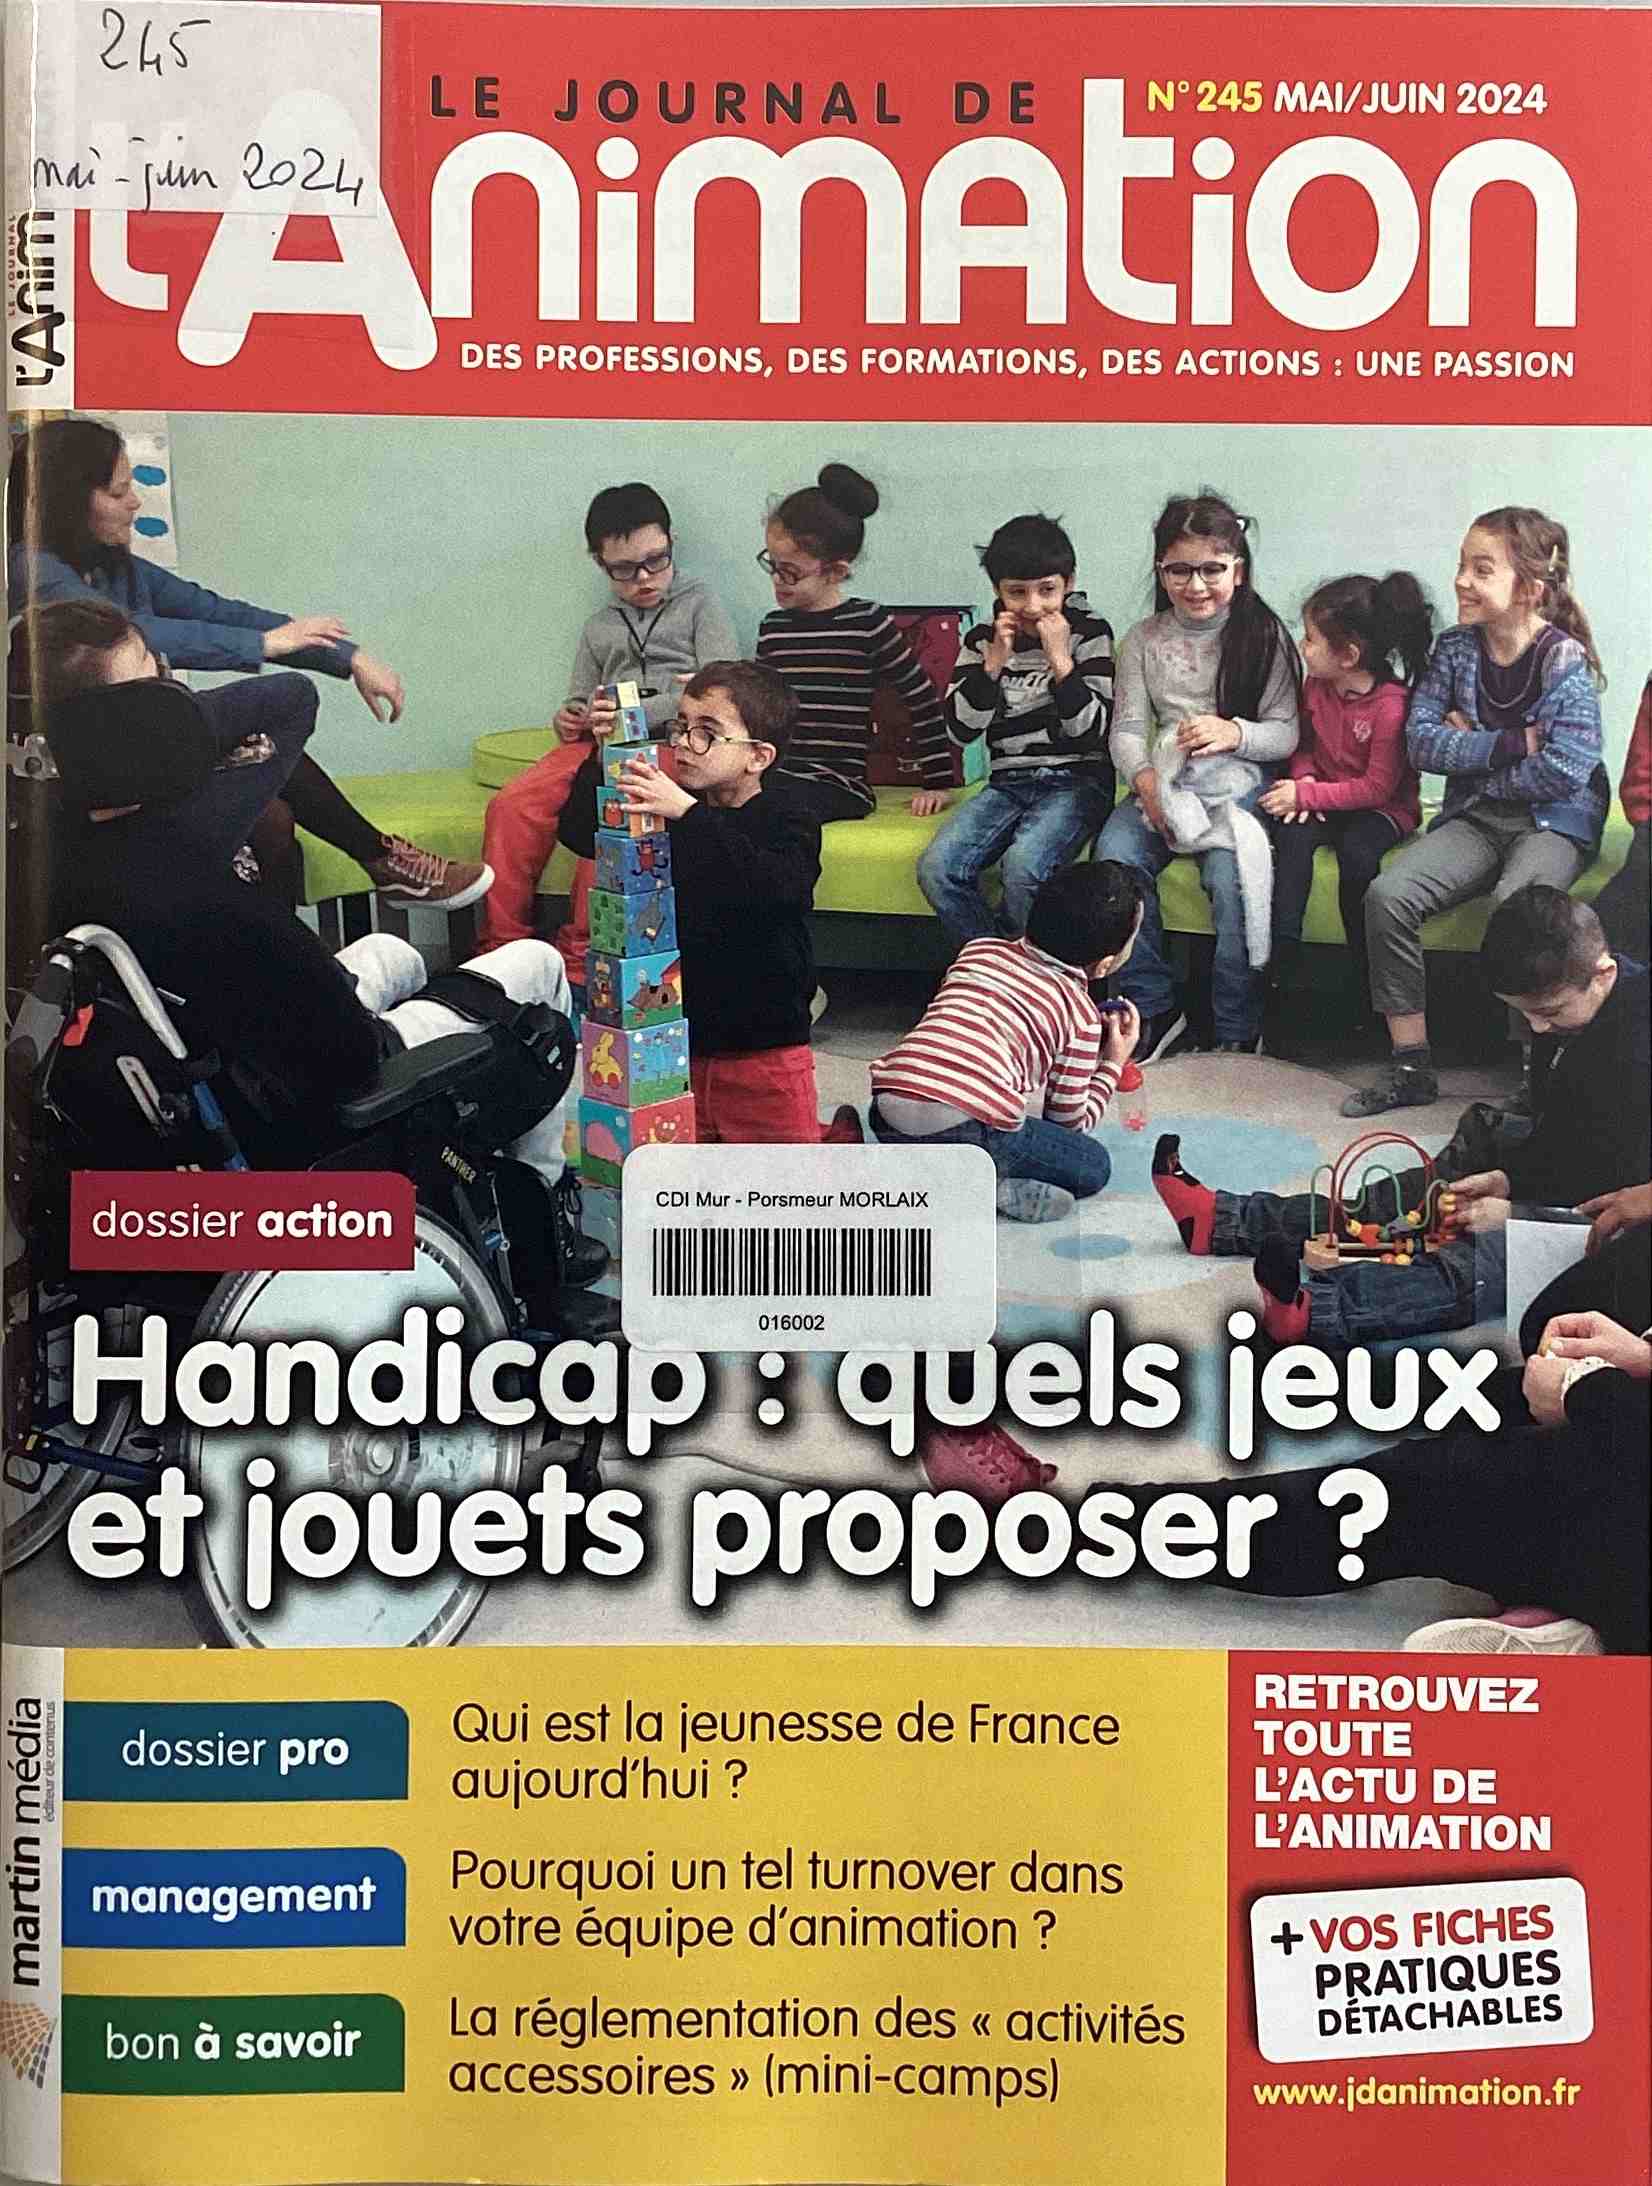 245
mai - juin 2024
LE JOURNAL DE
N° 245 MAI/JUIN 2024
l'Animation
DES PROFESSIONS, DES FORMATIONS, DES ACTIONS : UNE PASSION
LE JOURNAL
l'Anim
PANTHER
dossier action
CDI Mur - Porsmeur MORLAIX
016002
Handicap : quels jeux
et jouets proposer ?
martin média
éditeur de contenus
dossier pro
Qui est la jeunesse de France
aujourd'hui ?
management
Pourquoi un tel turnover dans
votre équipe d'animation ?
bon à savoir
La réglementation des « activités
accessoires » (mini-camps)
RETROUVEZ
TOUTE
L'ACTU DE
L'ANIMATION
+ VOS FICHES
PRATIQUES
DÉTACHABLES
www.jdanimation.fr